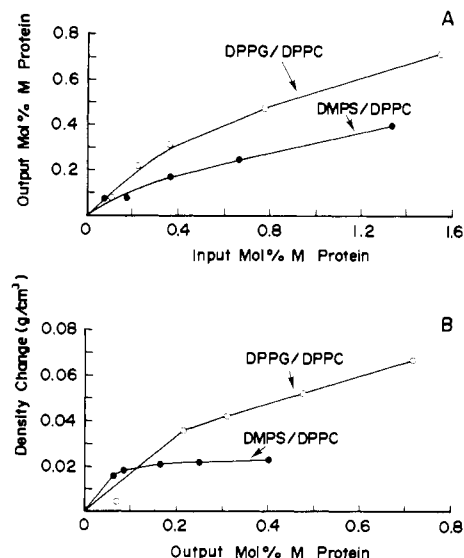 A
Output Mol% M Protein
0.8
0.6
0.4
0.2
DPPG/DPPC
DMPS/DPPC
0 0.4 0.8 1.2 1.6
Input Mol% M Protein
B
Density Change (g/cm³)
0.08
0.06
0.04
0.02
DPPG/DPPC
DMPS/DPPC
0 0.2 0.4 0.6 0.8
Output Mol% M Protein